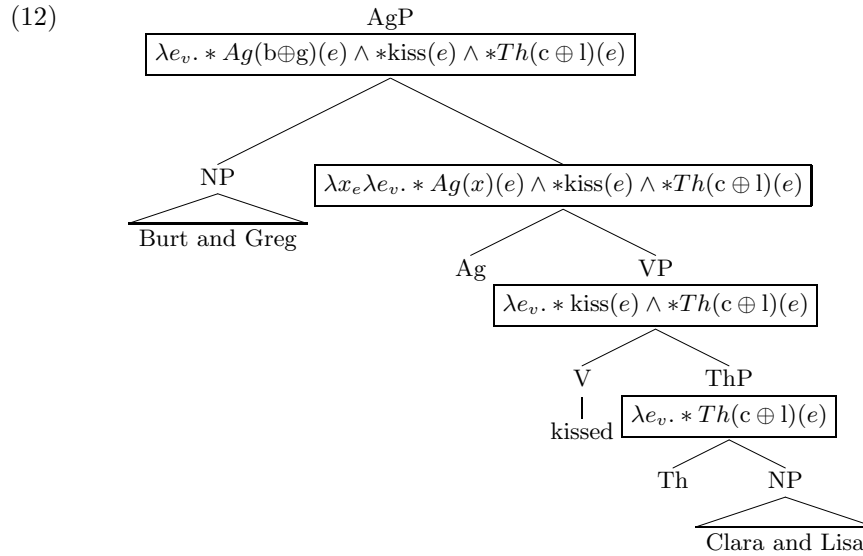 (12)
AgP
λe_v. ∗ Ag(b⊕g)(e) ∧ ∗kiss(e) ∧ ∗Th(c ⊕ l)(e)
NP
λx_eλe_v. ∗ Ag(x)(e) ∧ ∗kiss(e) ∧ ∗Th(c ⊕ l)(e)
Burt and Greg
Ag VP
λe_v. ∗ kiss(e) ∧ ∗Th(c ⊕ l)(e)
V ThP
kissed
λe_v. ∗ Th(c ⊕ l)(e)
Th NP
Clara and Lisa